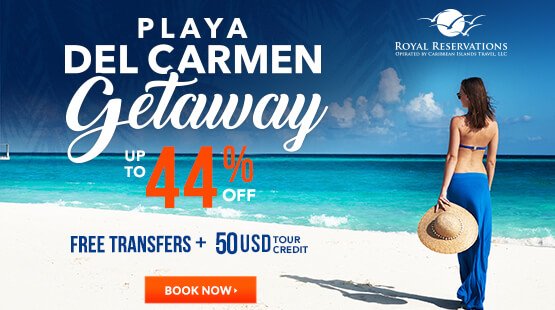 PLAYA
DEL CARMEN
Getaway
UP TO 44% OFF
ROYAL RESERVATIONS
OPERATED BY CARIBBEAN ISLANDS TRAVEL, LLC
FREE TRANSFERS + 50 USD TOUR CREDIT
BOOK NOW